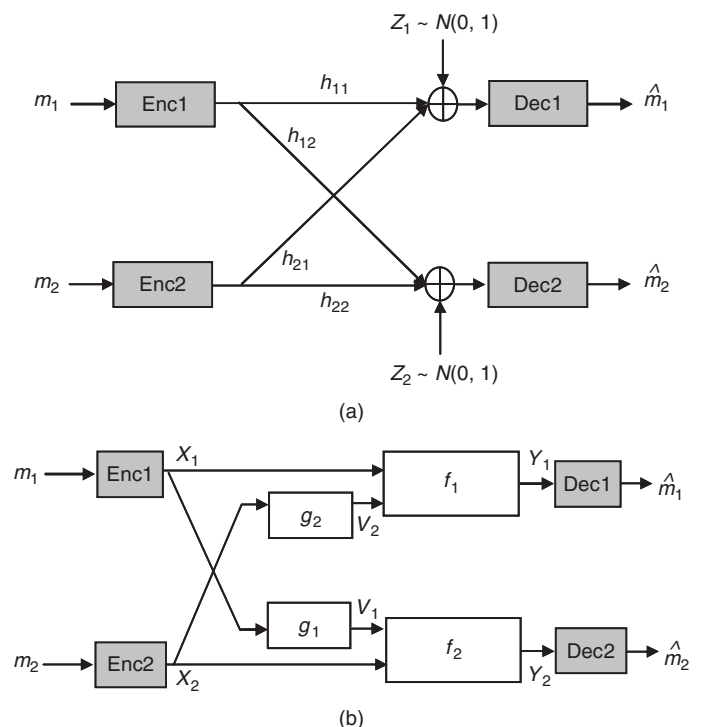 Z₁ ~ N(0, 1)
m₁ Enc1 h₁₁ Dec1 m̂₁
h₁₂
h₂₁
m₂ Enc2 h₂₂ Dec2 m̂₂
Z₂ ~ N(0, 1)
(a)
m₁ Enc1 X₁ f₁ Y₁ Dec1 m̂₁
g₂ V₂
g₁ V₁
m₂ Enc2 X₂ f₂ Y₂ Dec2 m̂₂
(b)